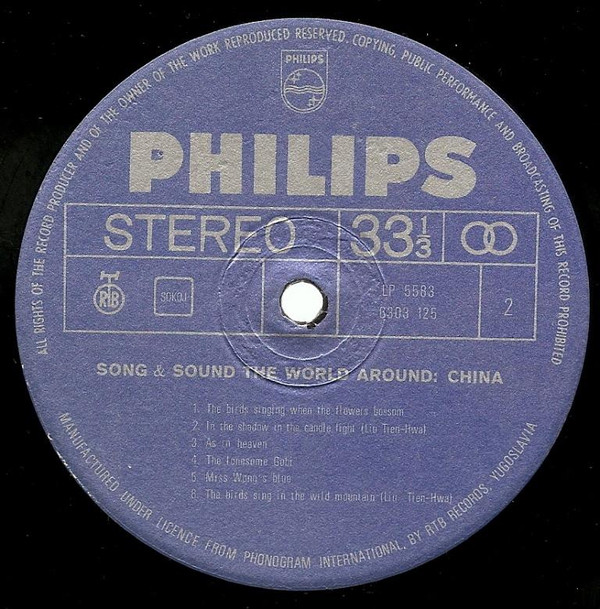 ALL RIGHTS OF THE RECORD PRODUCER AND OF THE OWNER OF THE WORK REPRODUCED RESERVED. COPYING, PUBLIC PERFORMANCE AND BROADCASTING OF THIS RECORD PROHIBITED
PHILIPS
PHILIPS
STEREO 33 1/3
RTB SOKOJ LP 5583
6303 125
2
SONG & SOUND THE WORLD AROUND: CHINA
1. The birds singing when the flowers bossom
2. In the shadow in the candle light (Liu Tien-Hwa)
3. As in heaven
4. The lonesome Gobi
5. Miss Wong's blue
6. The birds sing in the wild mountain (Liu Tien-Hwa)
MANUFACTURED UNDER LICENCE FROM PHONOGRAM INTERNATIONAL, BY RTB RECORDS, YUGOSLAVIA